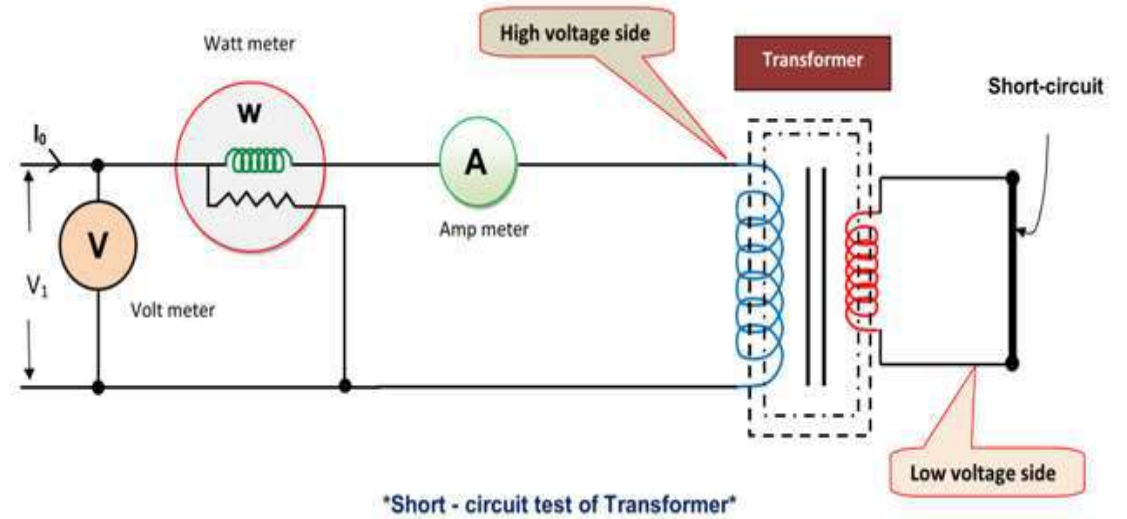 High voltage side
Watt meter
Transformer
Short-circuit
W
I₀
A
V
Amp meter
V₁
Volt meter
Low voltage side
*Short - circuit test of Transformer*